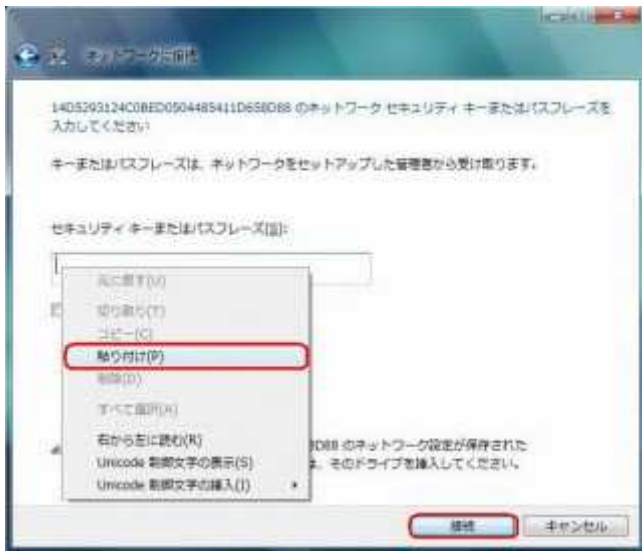 ネットワークに接続
のネットワーク セキュリティ キーまたはパスフレーズを
入力してください
キーまたはパスフレーズは、ネットワークをセットアップした管理者から受け取ります。
セキュリティ キーまたはパスフレーズ(S):
元に戻す(U)
切り取り(T)
コピー(C)
貼り付け(P)
削除(D)
すべて選択(A)
右から左に読む(R)
Unicode 制御文字の表示(S)
Unicode 制御文字の挿入(I)
のネットワーク設定が保存された
、そのドライブを挿入してください。
接続
キャンセル